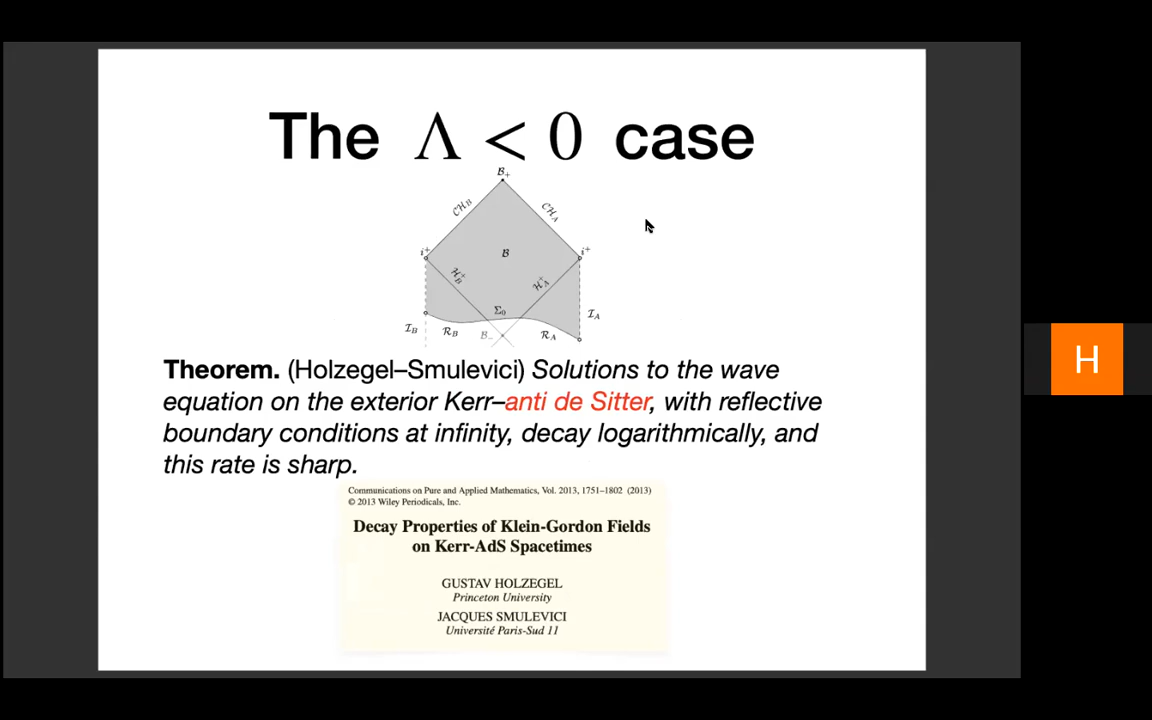 The Λ < 0 case
B₊
CH_B
CH_A
i⁺
i⁺
B
H_B⁺
H_A⁺
Σ₀
I_A
I_B
R_B
B₋
R_A
Theorem. (Holzegel–Smulevici) Solutions to the wave
equation on the exterior Kerr–anti de Sitter, with reflective
boundary conditions at infinity, decay logarithmically, and
this rate is sharp.
Communications on Pure and Applied Mathematics, Vol. 2013, 1751–1802 (2013)
© 2013 Wiley Periodicals, Inc.
Decay Properties of Klein-Gordon Fields
on Kerr-AdS Spacetimes
GUSTAV HOLZEGEL
Princeton University
JACQUES SMULEVICI
Université Paris-Sud 11
H